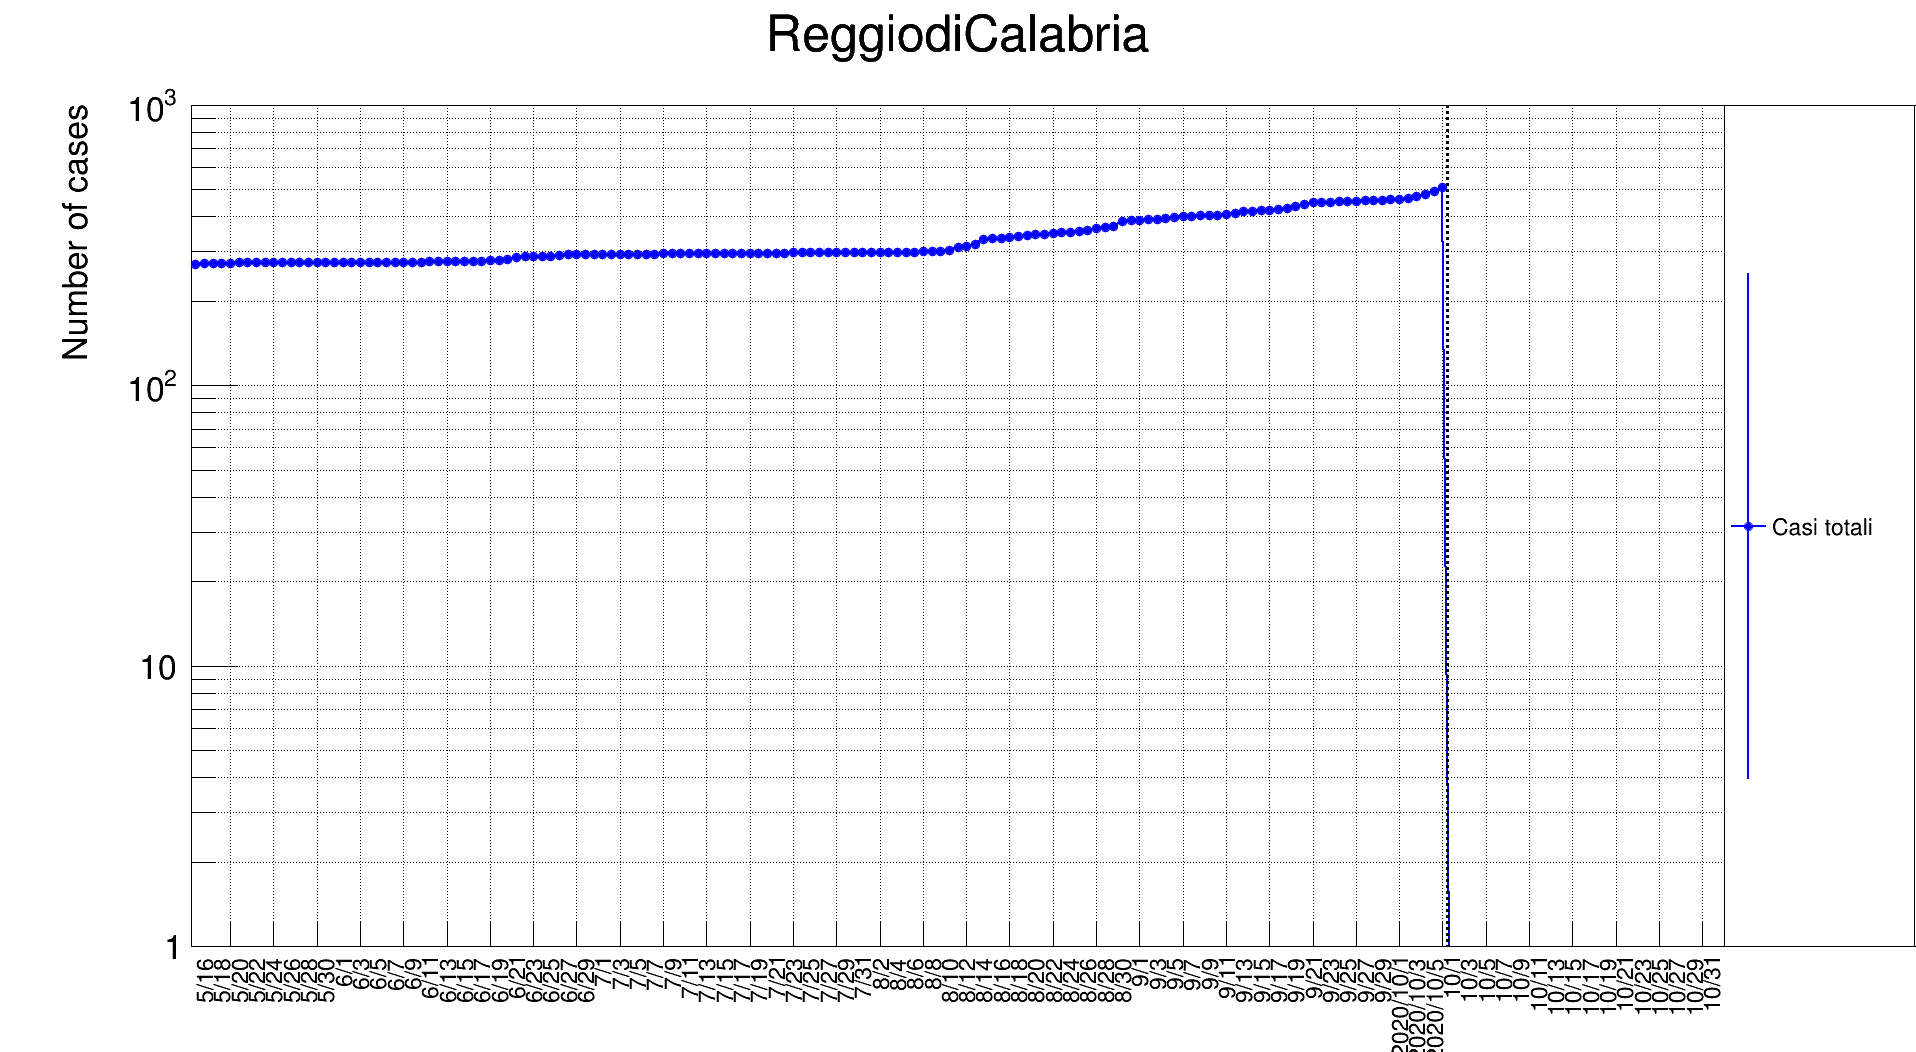 ReggiodiCalabria
Number of cases
10³
10²
10
1
Casi totali
5/16 5/18 5/20 5/22 5/24 5/26 5/28 5/30 6/1 6/3 6/5 6/7 6/9 6/11 6/13 6/15 6/17 6/19 6/21 6/23 6/25 6/27 6/29 7/1 7/3 7/5 7/7 7/9 7/11 7/13 7/15 7/17 7/19 7/21 7/23 7/25 7/27 7/29 7/31 8/2 8/4 8/6 8/8 8/10 8/12 8/14 8/16 8/18 8/20 8/22 8/24 8/26 8/28 8/30 9/1 9/3 9/5 9/7 9/9 9/11 9/13 9/15 9/17 9/19 9/21 9/23 9/25 9/27 9/29 2020/10/1 2020/10/3 2020/10/5 10/1 10/3 10/5 10/7 10/9 10/11 10/13 10/15 10/17 10/19 10/21 10/23 10/25 10/27 10/29 10/31